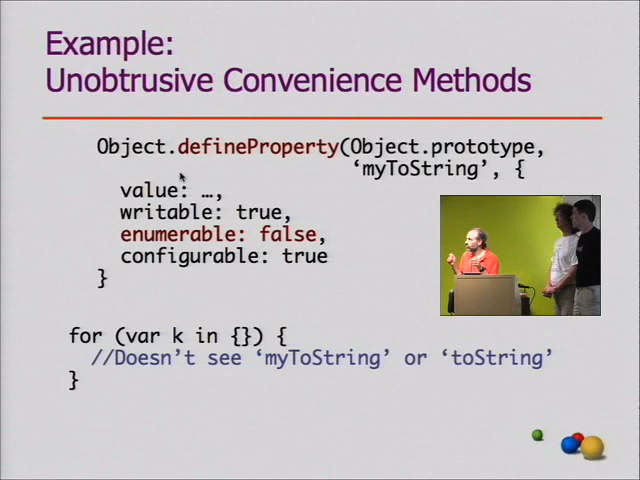 Example:
Unobtrusive Convenience Methods
Object.defineProperty(Object.prototype,
‘myToString’, {
value: …,
writable: true,
enumerable: false,
configurable: true
}
for (var k in {}) {
//Doesn’t see ‘myToString’ or ‘toString’
}